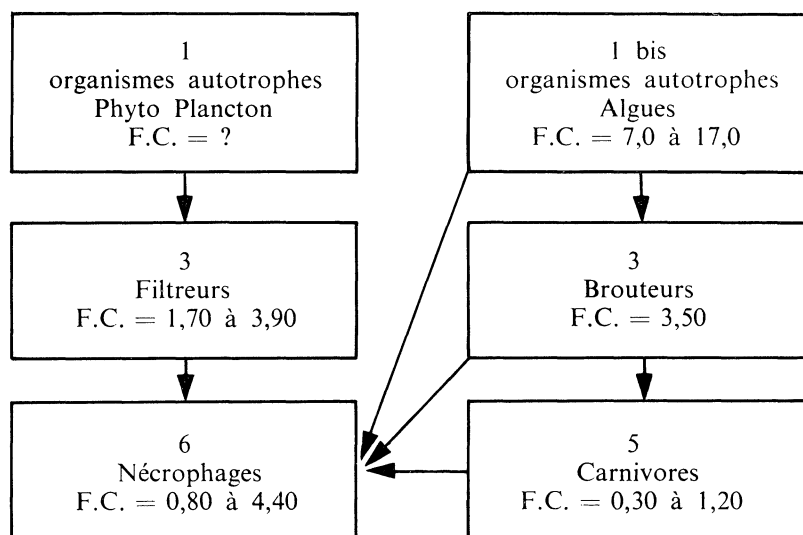 1
organismes autotrophes
Phyto Plancton
F.C. = ?
1 bis
organismes autotrophes
Algues
F.C. = 7,0 à 17,0
3
Filtreurs
F.C. = 1,70 à 3,90
3
Brouteurs
F.C. = 3,50
6
Nécrophages
F.C. = 0,80 à 4,40
5
Carnivores
F.C. = 0,30 à 1,20